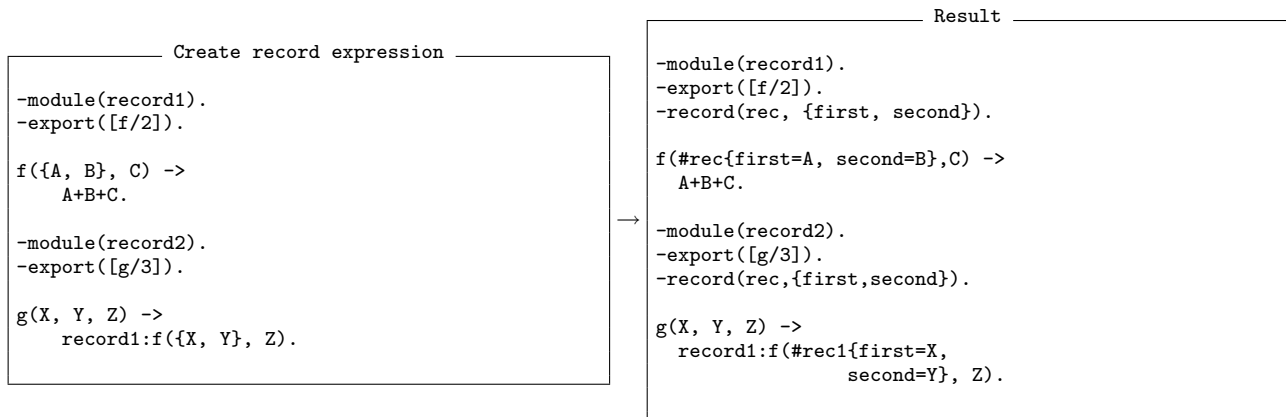 Create record expression
-module(record1).
-export([f/2]).
f({A, B}, C) ->
    A+B+C.
-module(record2).
-export([g/3]).
g(X, Y, Z) ->
    record1:f({X, Y}, Z).
→
Result
-module(record1).
-export([f/2]).
-record(rec, {first, second}).
f(#rec{first=A, second=B},C) ->
  A+B+C.
-module(record2).
-export([g/3]).
-record(rec,{first,second}).
g(X, Y, Z) ->
  record1:f(#rec1{first=X,
                 second=Y}, Z).